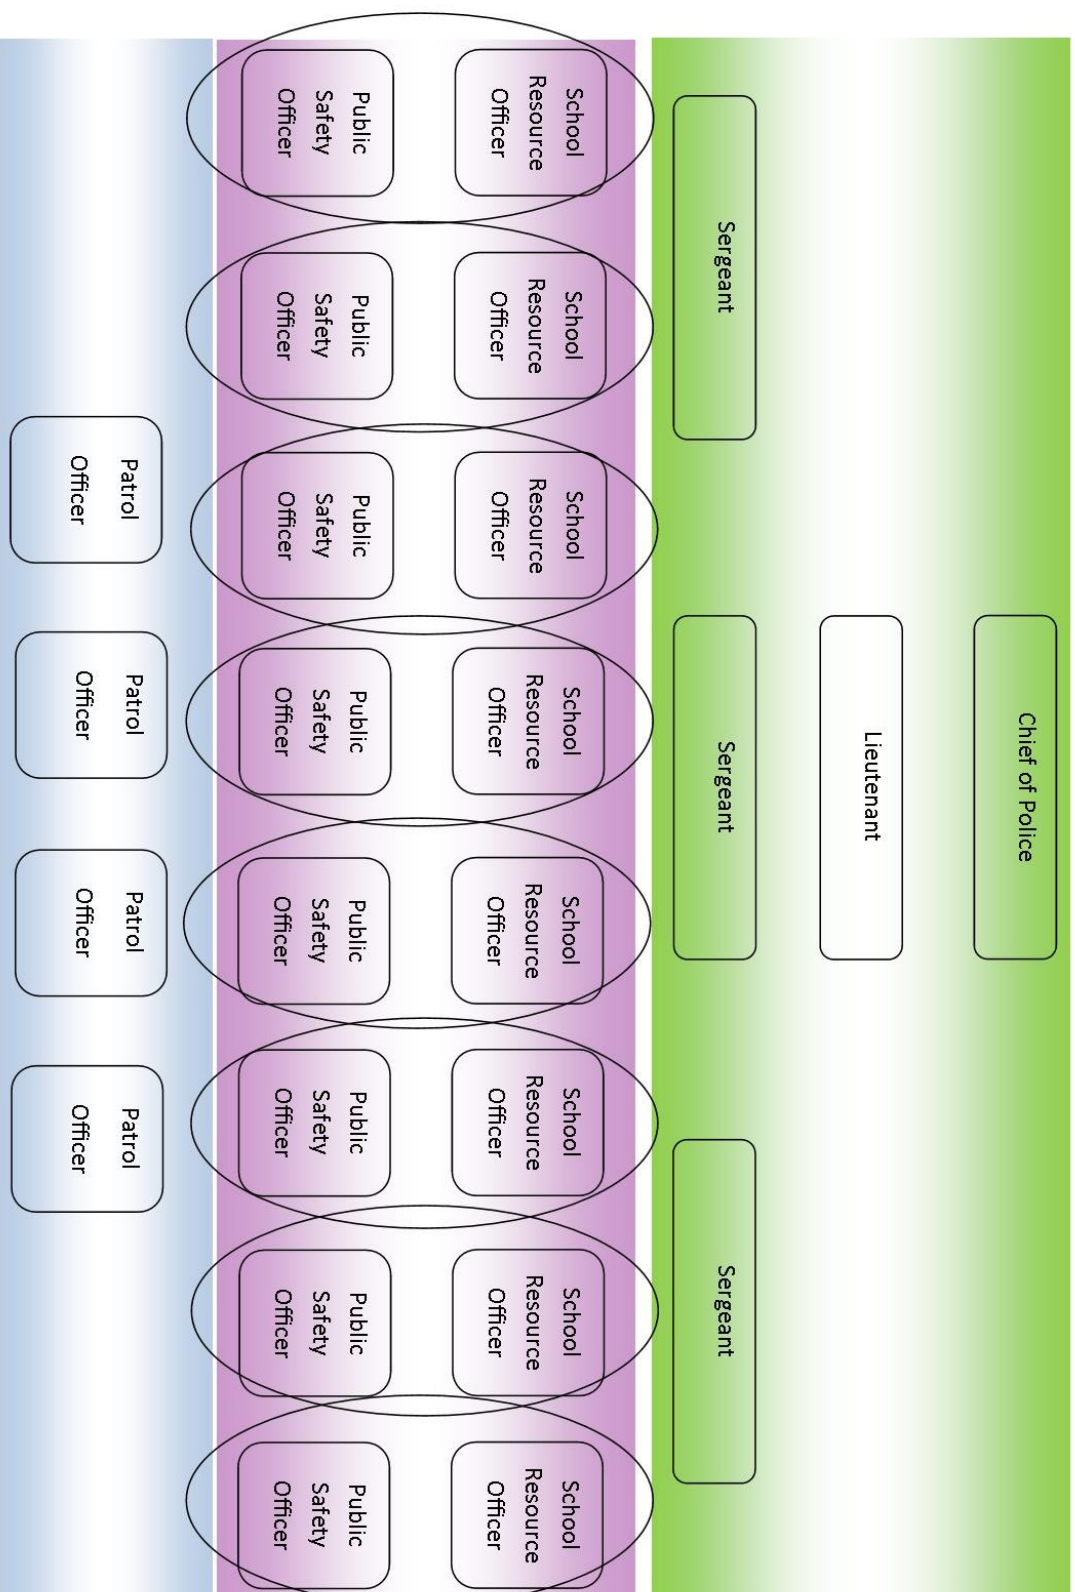 Chief of Police
Lieutenant
Sergeant
Sergeant
Sergeant
School
Resource
Officer
School
Resource
Officer
School
Resource
Officer
School
Resource
Officer
School
Resource
Officer
School
Resource
Officer
School
Resource
Officer
School
Resource
Officer
Public
Safety
Officer
Public
Safety
Officer
Public
Safety
Officer
Public
Safety
Officer
Public
Safety
Officer
Public
Safety
Officer
Public
Safety
Officer
Public
Safety
Officer
Patrol
Officer
Patrol
Officer
Patrol
Officer
Patrol
Officer